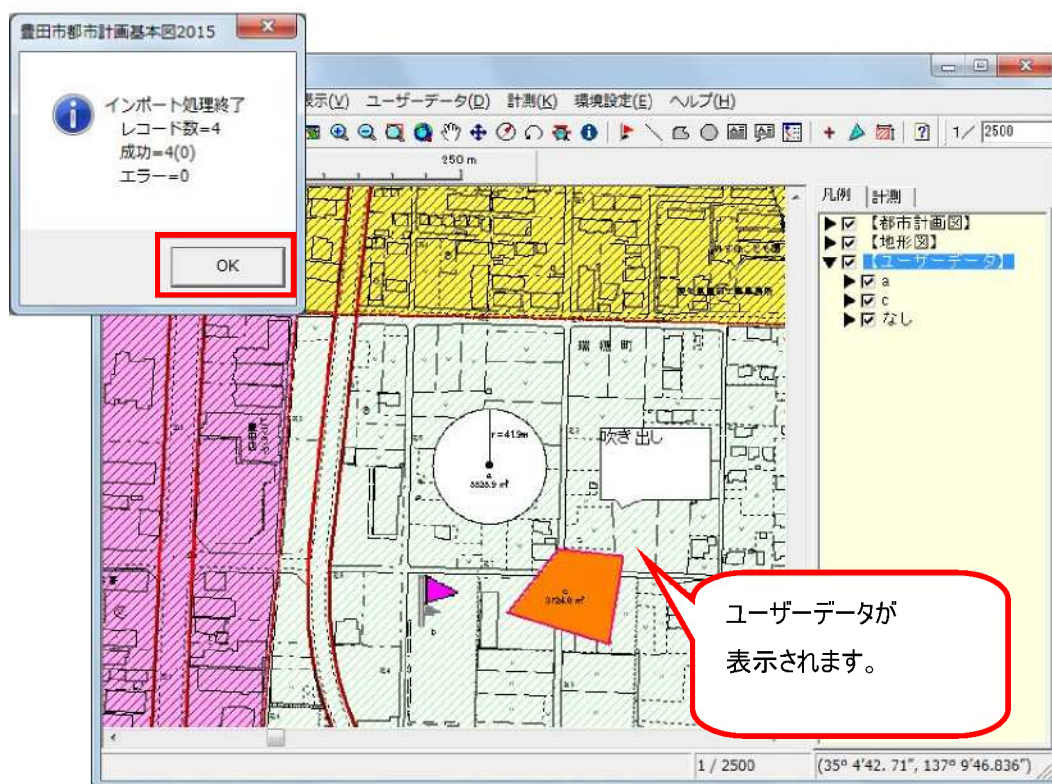 豊田市都市計画基本図2015
インポート処理終了
レコード数=4
成功=4(0)
エラー=0
OK
表示(V) ユーザーデータ(D) 計測(K) 環境設定(E) ヘルプ(H)
1/ 2500
250 m
凡例 計測
【都市計画図】
【地形図】
【ユーザーデータ】
a
c
なし
瑞穂町
r=41.9m
吹き出し
b
ユーザーデータが
表示されます。
1 / 2500
(35° 4'42. 71", 137° 9'46.836")